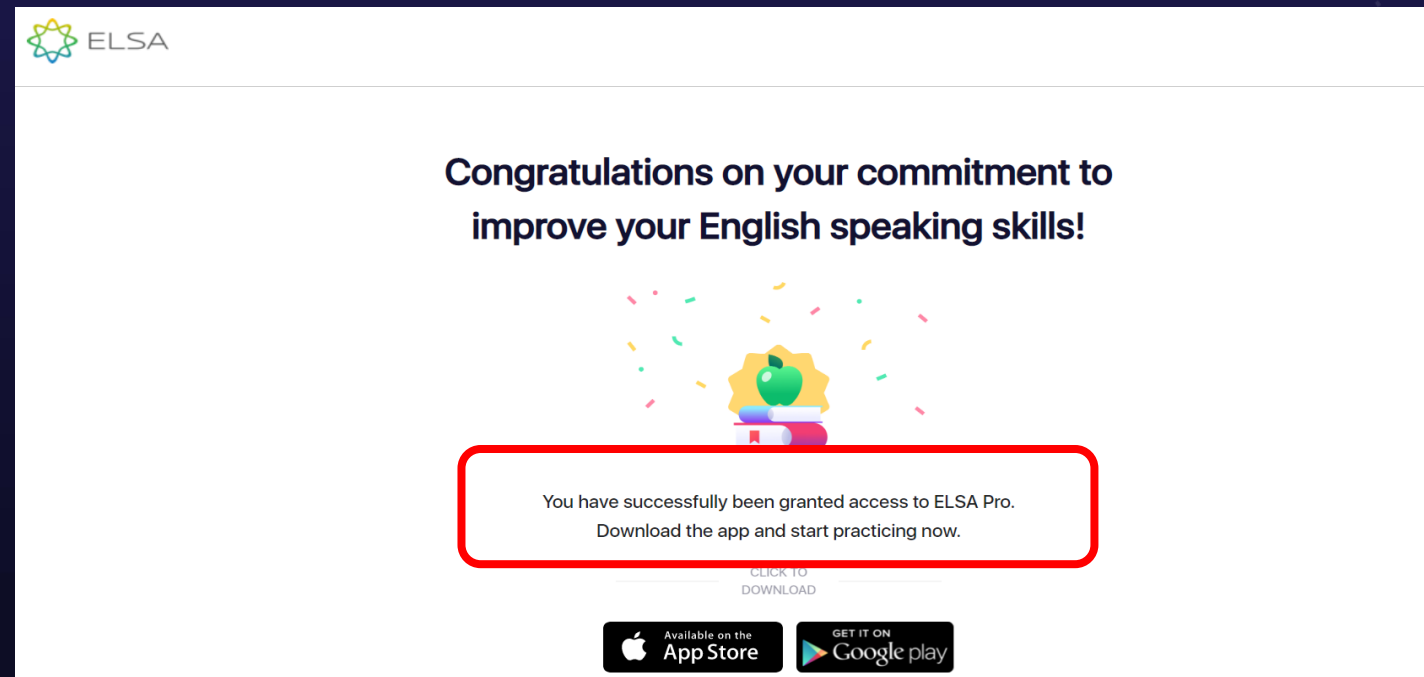 ELSA
Congratulations on your commitment to
improve your English speaking skills!
You have successfully been granted access to ELSA Pro.
Download the app and start practicing now.
CLICK TO
DOWNLOAD
Available on the
App Store
GET IT ON
Google play